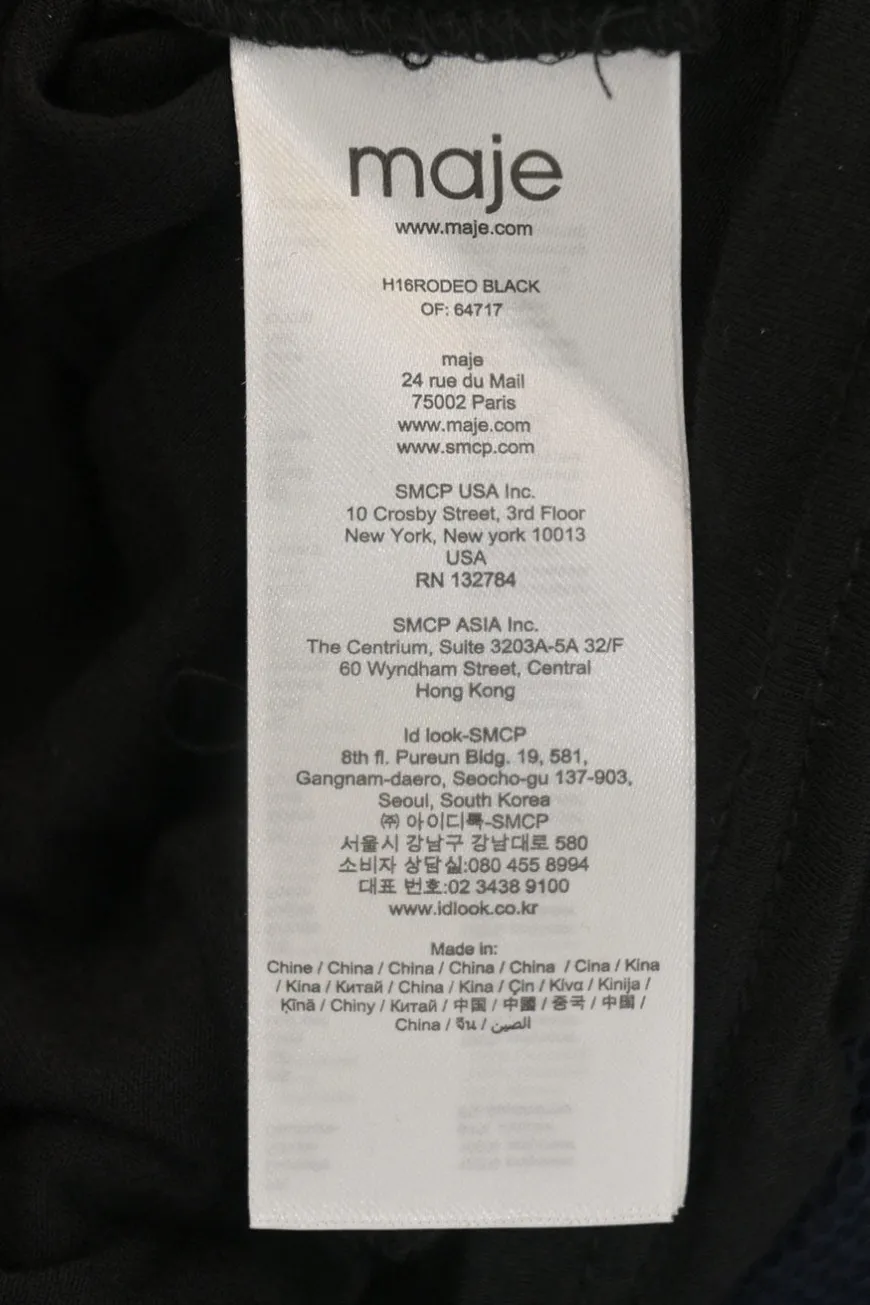 maje
www.maje.com
H16RODEO BLACK
OF: 64717
maje
24 rue du Mail
75002 Paris
www.maje.com
www.smcp.com
SMCP USA Inc.
10 Crosby Street, 3rd Floor
New York, New york 10013
USA
RN 132784
SMCP ASIA Inc.
The Centrium, Suite 3203A-5A 32/F
60 Wyndham Street, Central
Hong Kong
Id look-SMCP
8th fl. Pureun Bldg. 19, 581,
Gangnam-daero, Seocho-gu 137-903,
Seoul, South Korea
㈜ 아이디룩-SMCP
서울시 강남구 강남대로 580
소비자 상담실:080 455 8994
대표 번호:02 3438 9100
www.idlook.co.kr
Made in:
Chine / China / China / China / China / Cina / Kina
/ Kina / Китай / China / Kina / Çin / Κίνα / Kinija /
Ķīnā / Chiny / Китай / 中国 / 中國 / 중국 / 中国 /
China / จีน / الصين